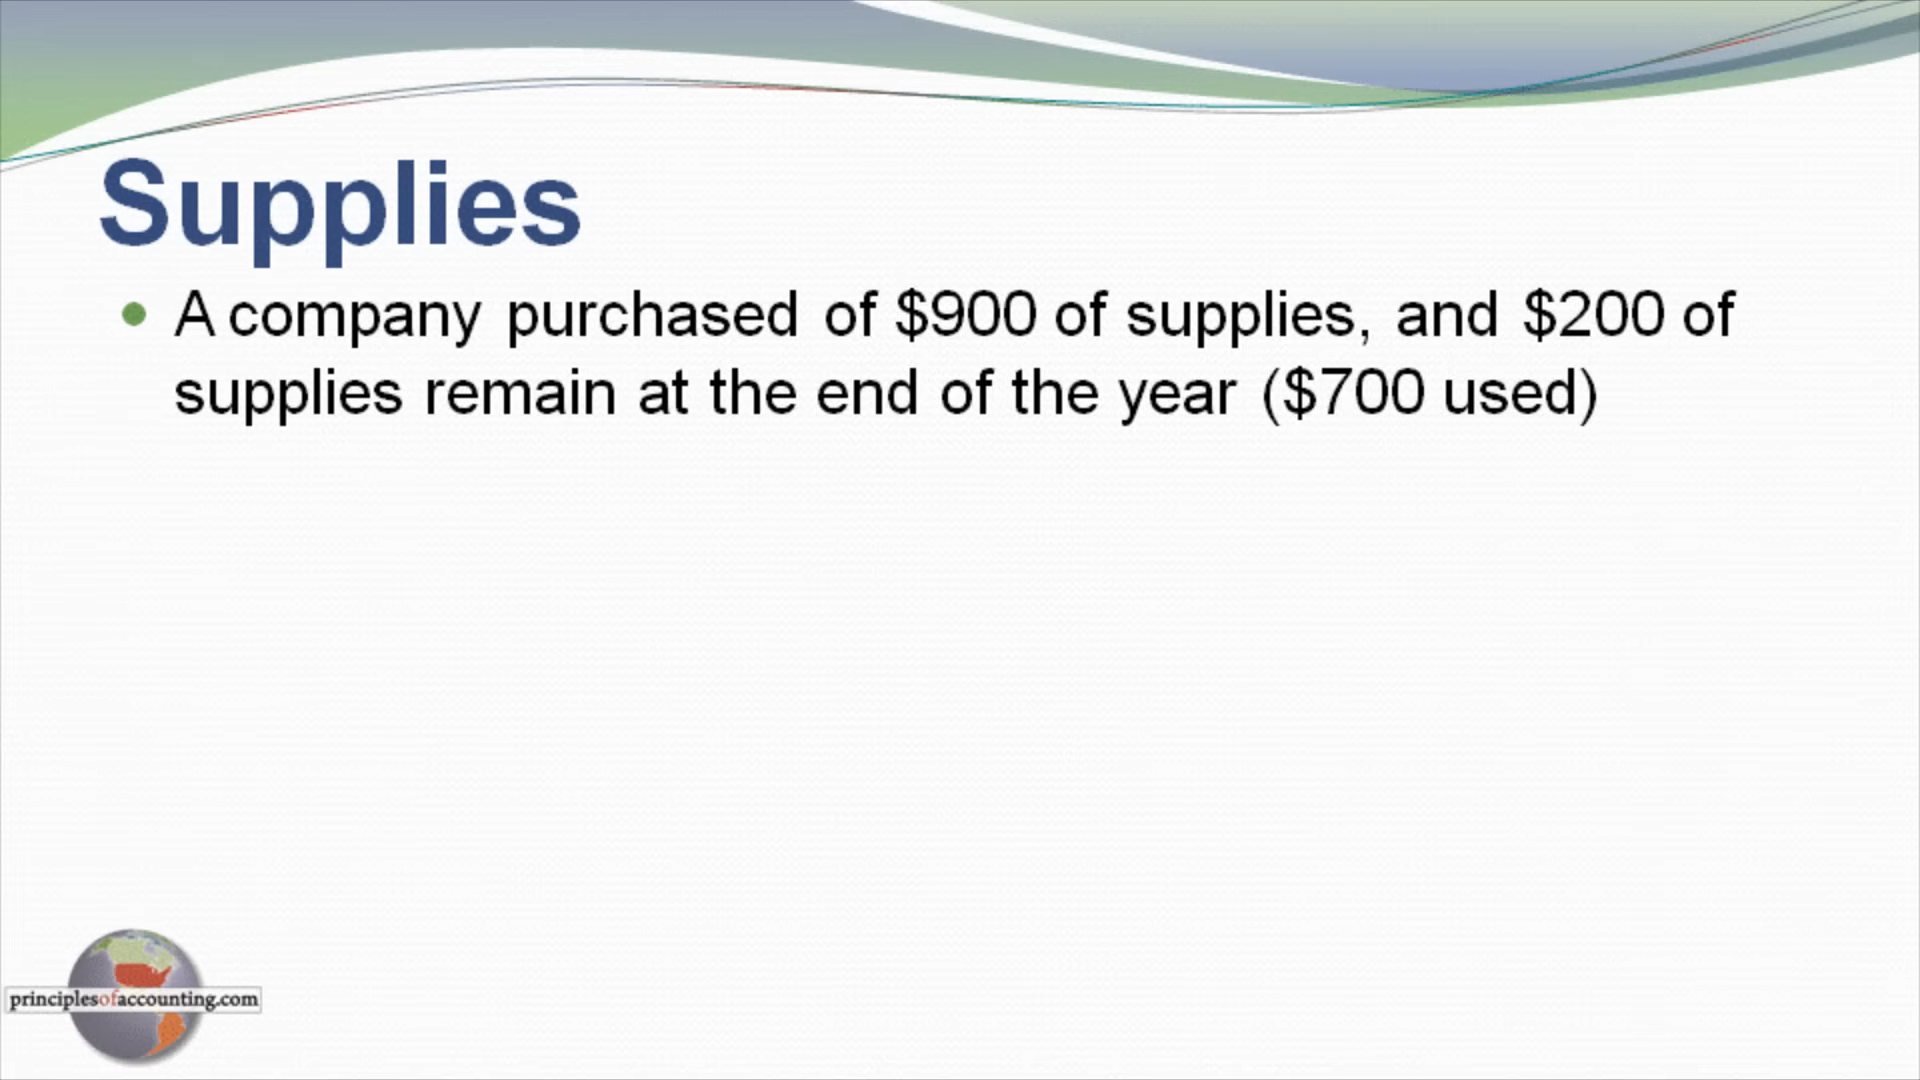 Supplies
• A company purchased of $900 of supplies, and $200 of
supplies remain at the end of the year ($700 used)
principlesofaccounting.com